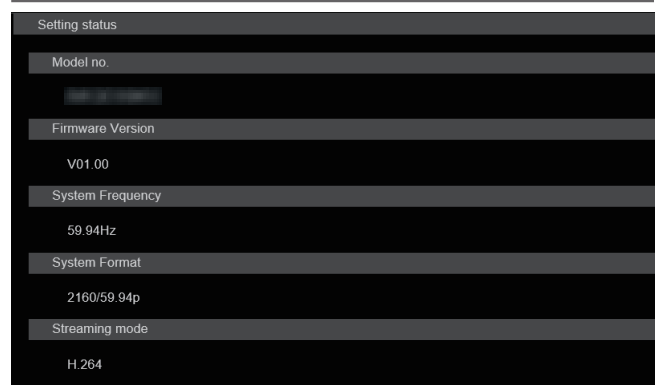 Setting status
Model no.
Firmware Version
V01.00
System Frequency
59.94Hz
System Format
2160/59.94p
Streaming mode
H.264